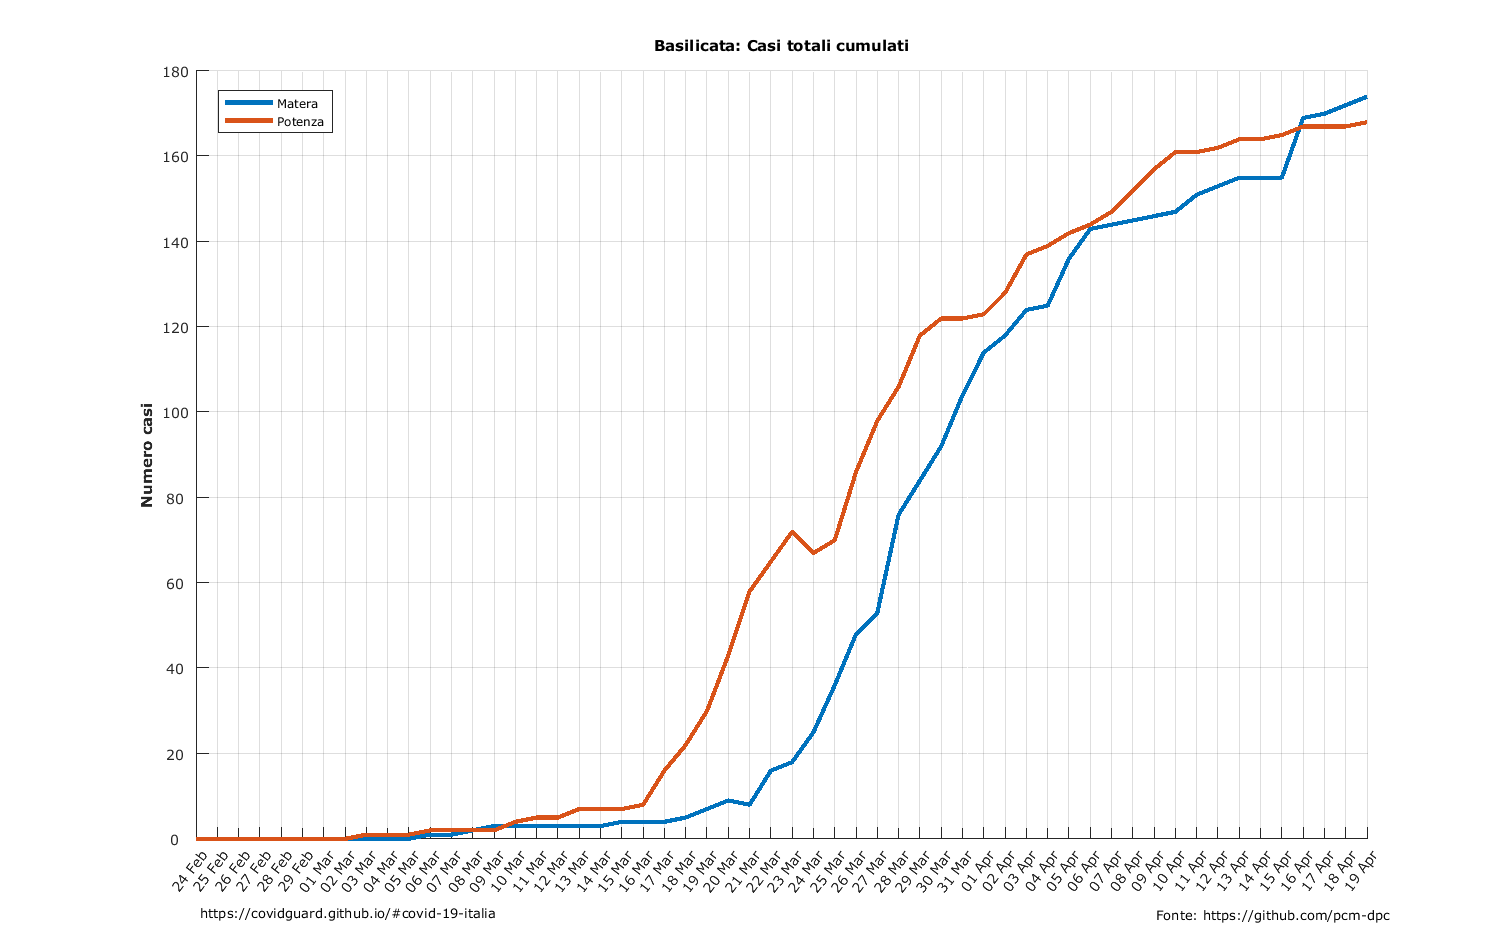 Basilicata: Casi totali cumulati
Matera
Potenza
Numero casi
180
160
140
120
100
80
60
40
20
0
24 Feb
25 Feb
26 Feb
27 Feb
28 Feb
29 Feb
01 Mar
02 Mar
03 Mar
04 Mar
05 Mar
06 Mar
07 Mar
08 Mar
09 Mar
10 Mar
11 Mar
12 Mar
13 Mar
14 Mar
15 Mar
16 Mar
17 Mar
18 Mar
19 Mar
20 Mar
21 Mar
22 Mar
23 Mar
24 Mar
25 Mar
26 Mar
27 Mar
28 Mar
29 Mar
30 Mar
31 Mar
01 Apr
02 Apr
03 Apr
04 Apr
05 Apr
06 Apr
07 Apr
08 Apr
09 Apr
10 Apr
11 Apr
12 Apr
13 Apr
14 Apr
15 Apr
16 Apr
17 Apr
18 Apr
19 Apr
https://covidguard.github.io/#covid-19-italia
Fonte: https://github.com/pcm-dpc